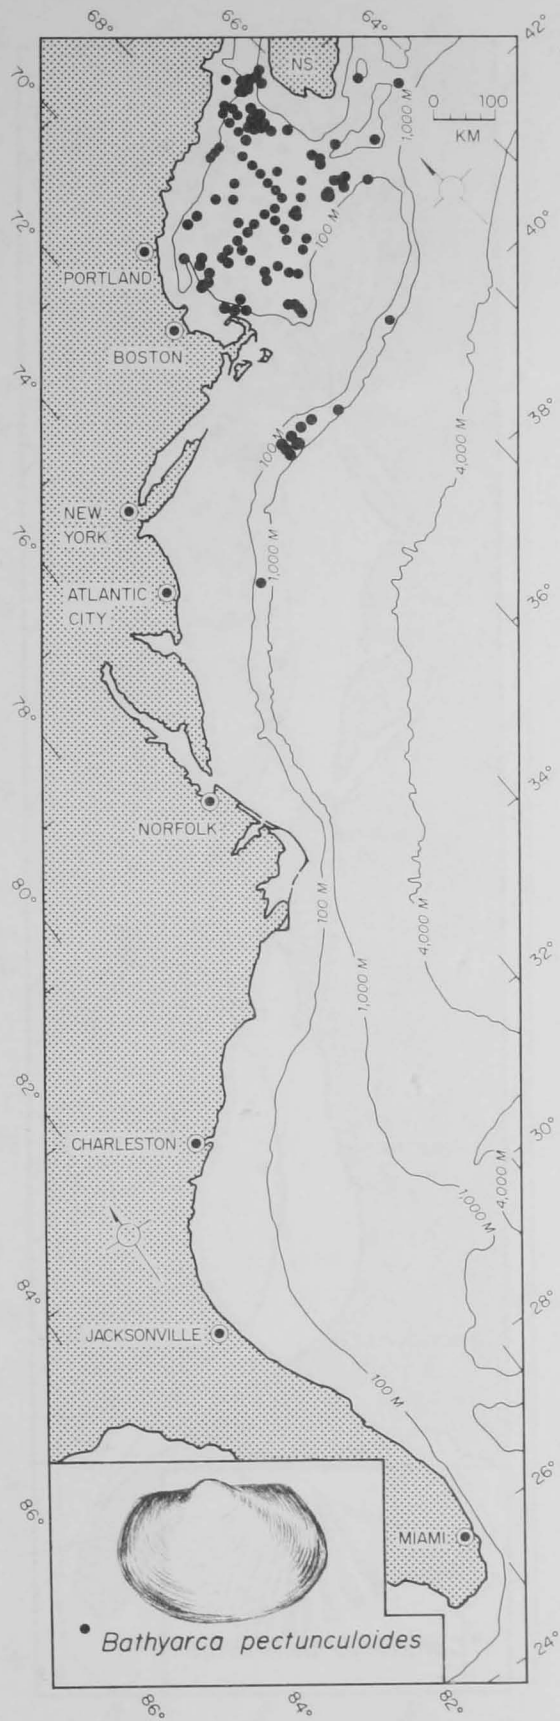 68°
66°
64°
42°
70°
NS
0 100
KM
1,000 M
72°
40°
100 M
PORTLAND
BOSTON
74°
38°
100 M
4,000 M
NEW
YORK
1,000 M
76°
ATLANTIC
CITY
36°
78°
34°
NORFOLK
80°
100 M
4,000 M
32°
1,000 M
82°
CHARLESTON
30°
4,000 M
1,000 M
84°
28°
JACKSONVILLE
100 M
26°
86°
MIAMI
Bathyarca pectunculoides
24°
86°
84°
82°